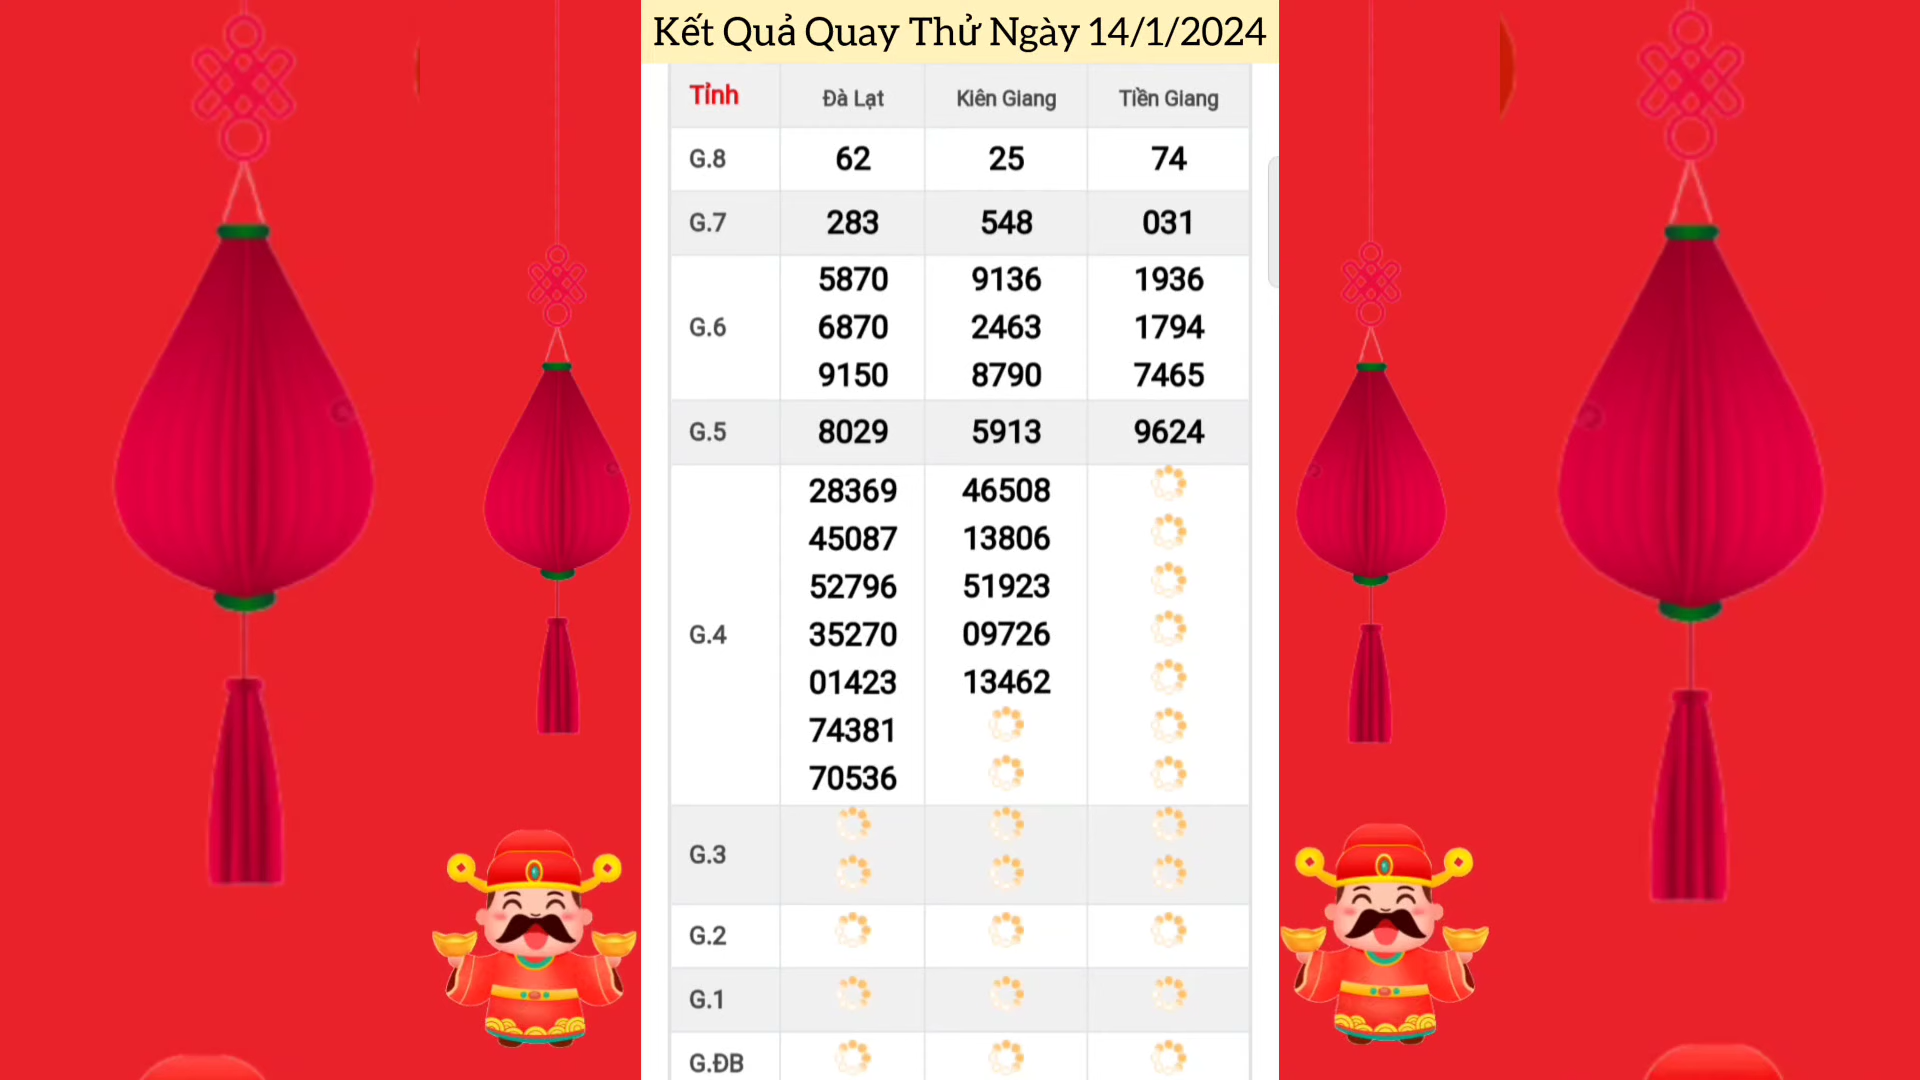 Kết Quả Quay Thử Ngày 14/1/2024
Tỉnh Đà Lạt Kiên Giang Tiền Giang
G.8 62 25 74
G.7 283 548 031
5870 9136 1936
G.6 6870 2463 1794
9150 8790 7465
G.5 8029 5913 9624
28369 46508
45087 13806
52796 51923
G.4 35270 09726
01423 13462
74381
70536
G.3
G.2
G.1
G.ĐB